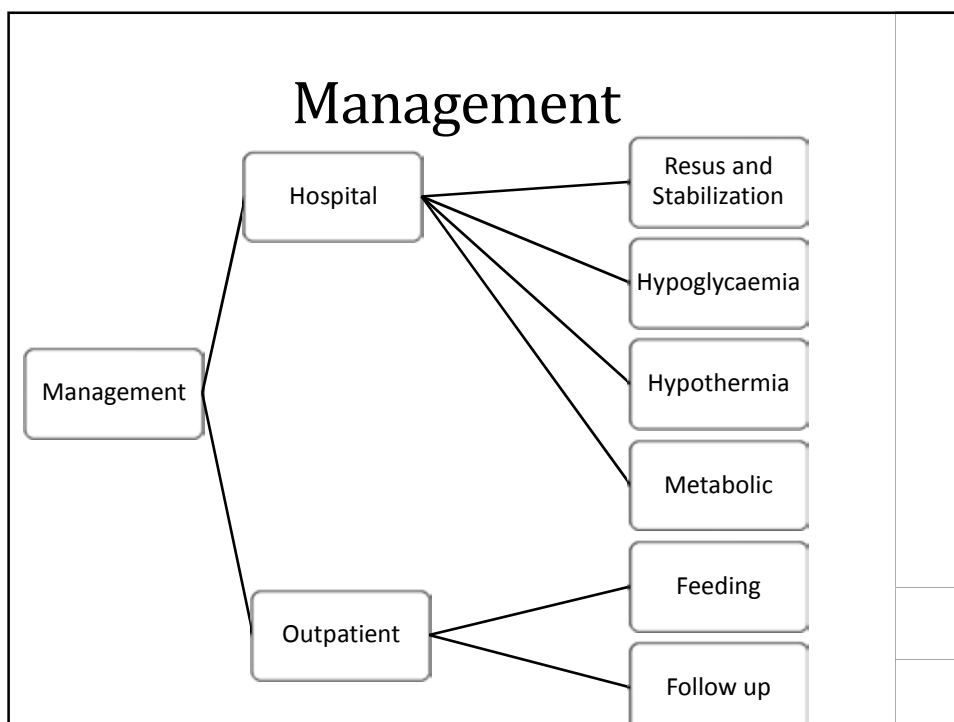 Management
Hospital
Resus and
Stabilization
Hypoglycaemia
Hypothermia
Management
Metabolic
Feeding
Outpatient
Follow up